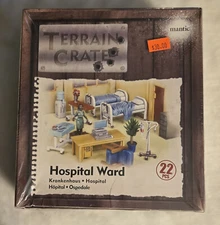 TERRAIN
CRATE
mantic
Hospital Ward
Krankenhaus • Hospital
Hôpital • Ospedale
22
PCS